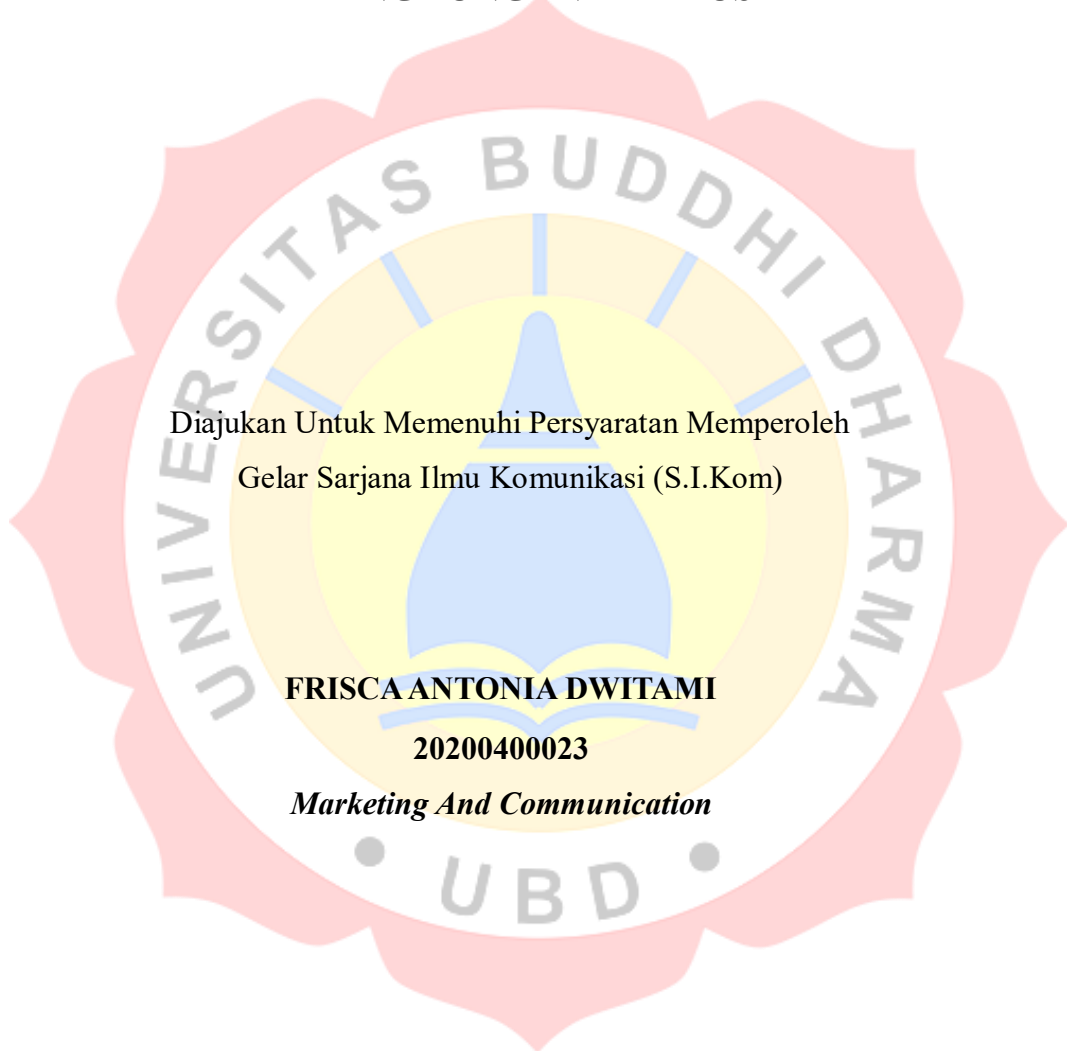 UNIVERSITAS BUDDHI DHARMA
Diajukan Untuk Memenuhi Persyaratan Memperoleh
Gelar Sarjana Ilmu Komunikasi (S.I.Kom)
FRISCA ANTONIA DWITAMI
20200400023
Marketing And Communication
• UBD •